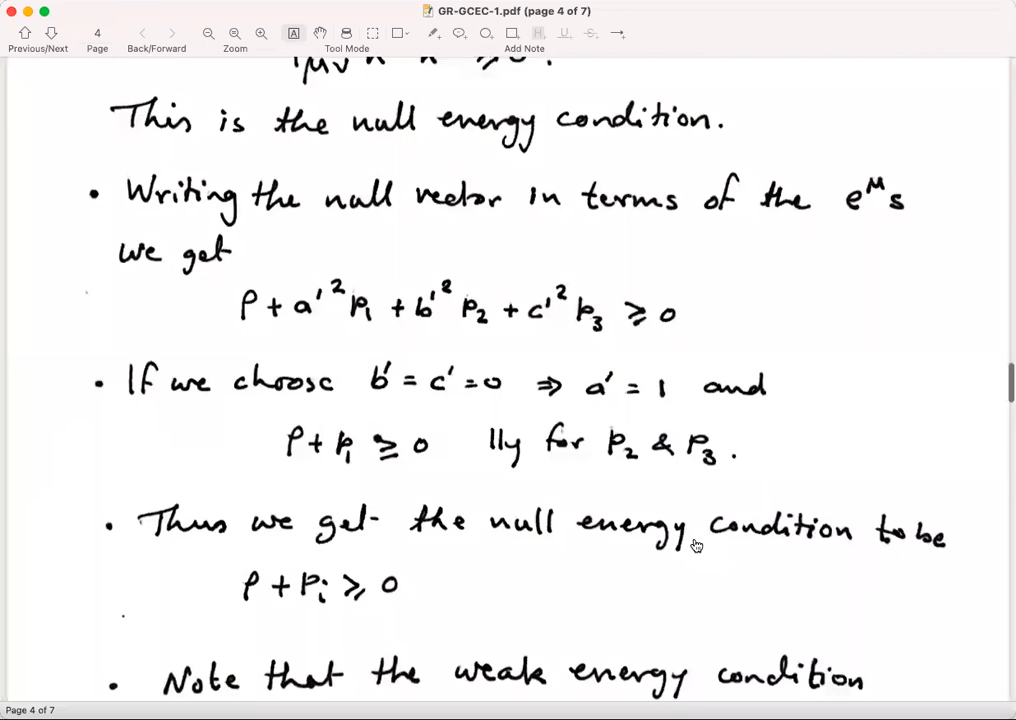 GR-GCEC-1.pdf (page 4 of 7)
4
Previous/Next Page Back/Forward Zoom Tool Mode Add Note
Tμν k k ≥ 0.
This is the null energy condition.
• Writing the null vector in terms of the e^μ s
we get
ρ + a'² p₁ + b'² p₂ + c'² p₃ ≥ 0
• If we choose b' = c' = 0 ⇒ a' = 1 and
ρ + p₁ ≥ 0 lly for p₂ & p₃.
• Thus we get the null energy condition to be
ρ + pᵢ ≥ 0
• Note that the weak energy condition
Page 4 of 7